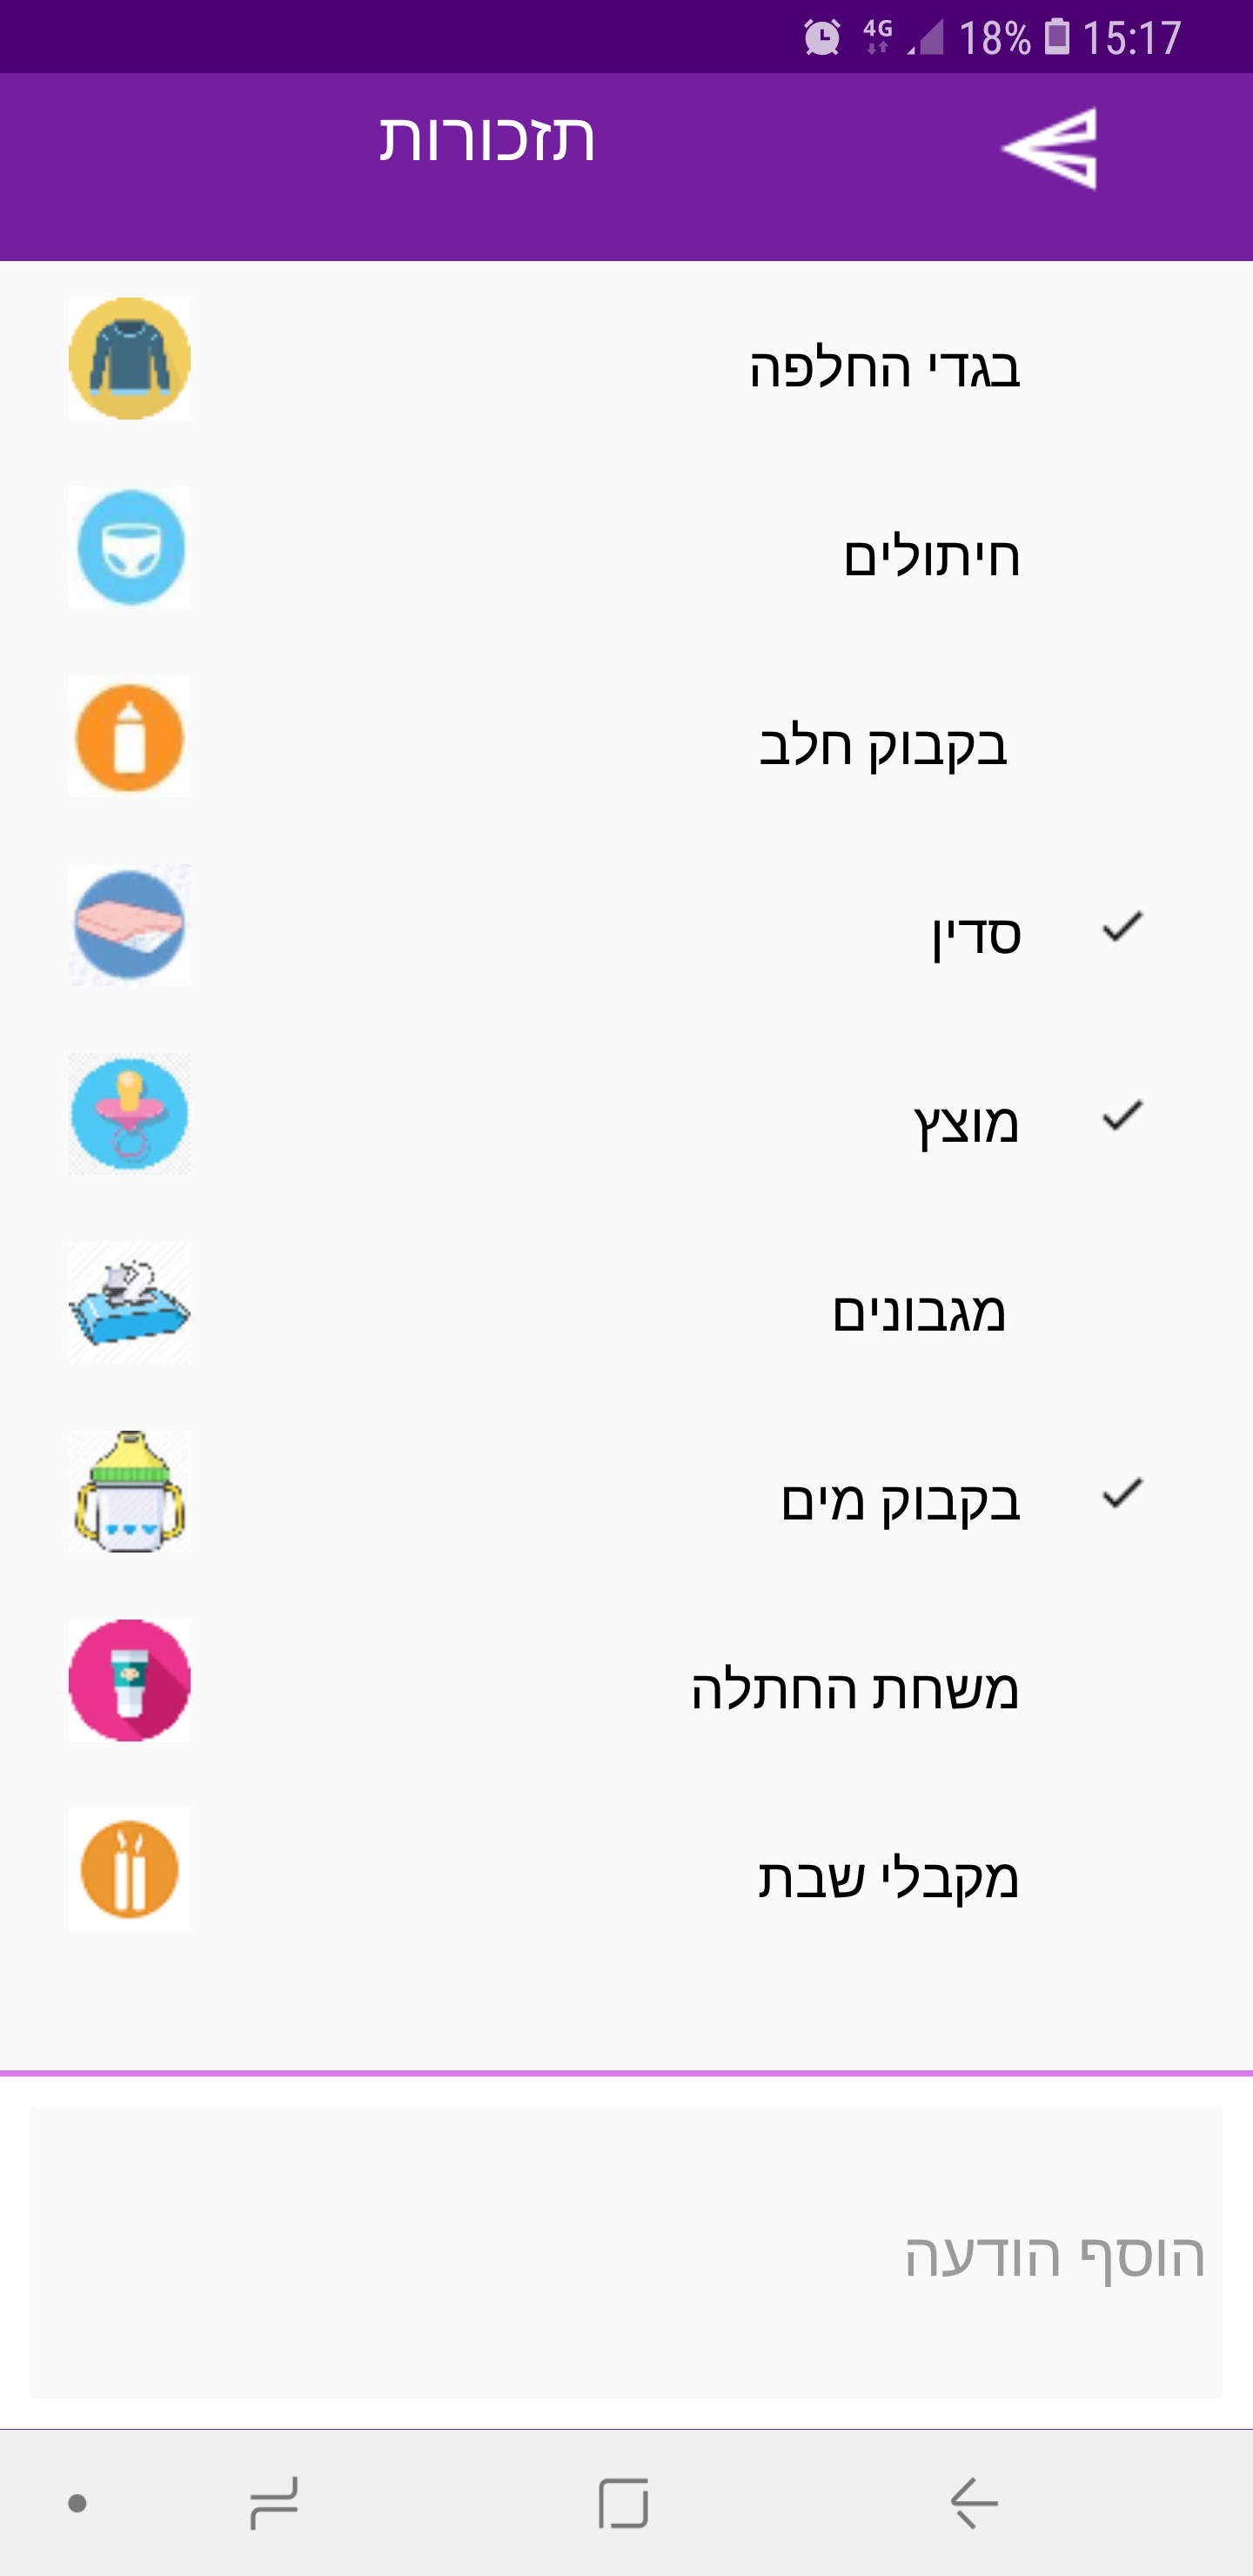 4G 18% 15:17
תזכורות
בגדי החלפה
חיתולים
בקבוק חלב
סדין
מוצץ
מגבונים
בקבוק מים
משחת החתלה
מקבלי שבת
הוסף הודעה